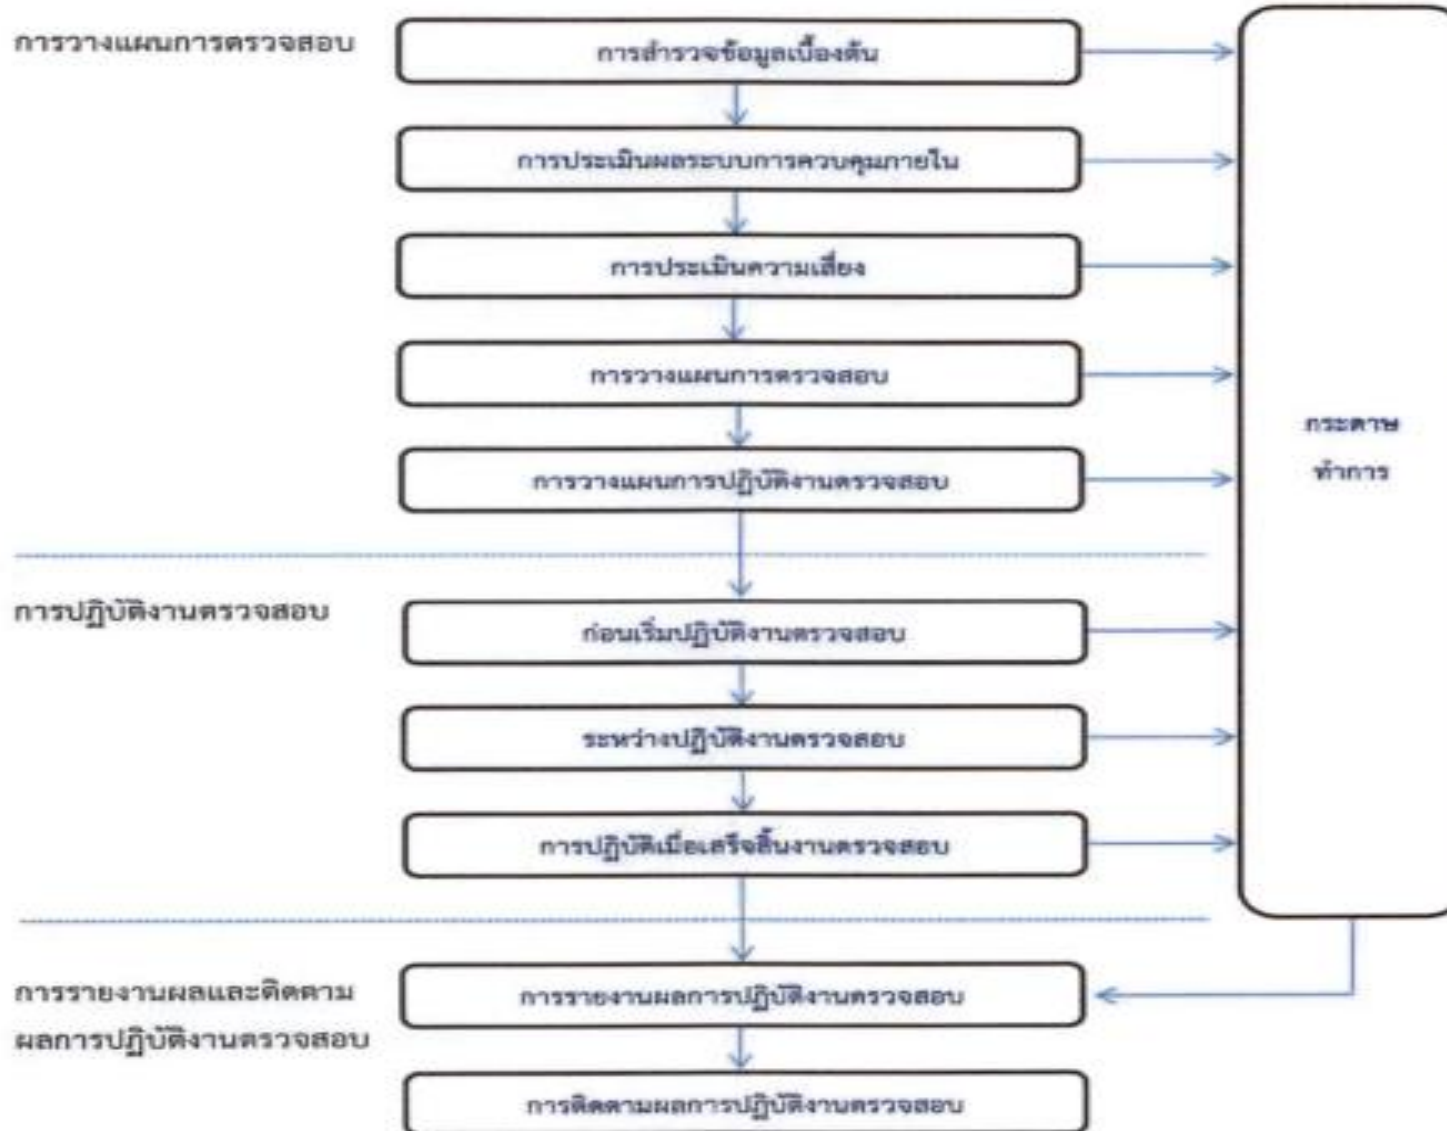 การวางแผนการตรวจสอบ
การสำรวจข้อมูลเบื้องต้น
การประเมินผลระบบการควบคุมภายใน
การประเมินความเสี่ยง
การวางแผนการตรวจสอบ
การวางแผนการปฏิบัติงานตรวจสอบ
กระดาษ
ทำการ
การปฏิบัติงานตรวจสอบ
ก่อนเริ่มปฏิบัติงานตรวจสอบ
ระหว่างปฏิบัติงานตรวจสอบ
การปฏิบัติเมื่อเสร็จสิ้นงานตรวจสอบ
การรายงานผลและติดตาม
ผลการปฏิบัติงานตรวจสอบ
การรายงานผลการปฏิบัติงานตรวจสอบ
การติดตามผลการปฏิบัติงานตรวจสอบ